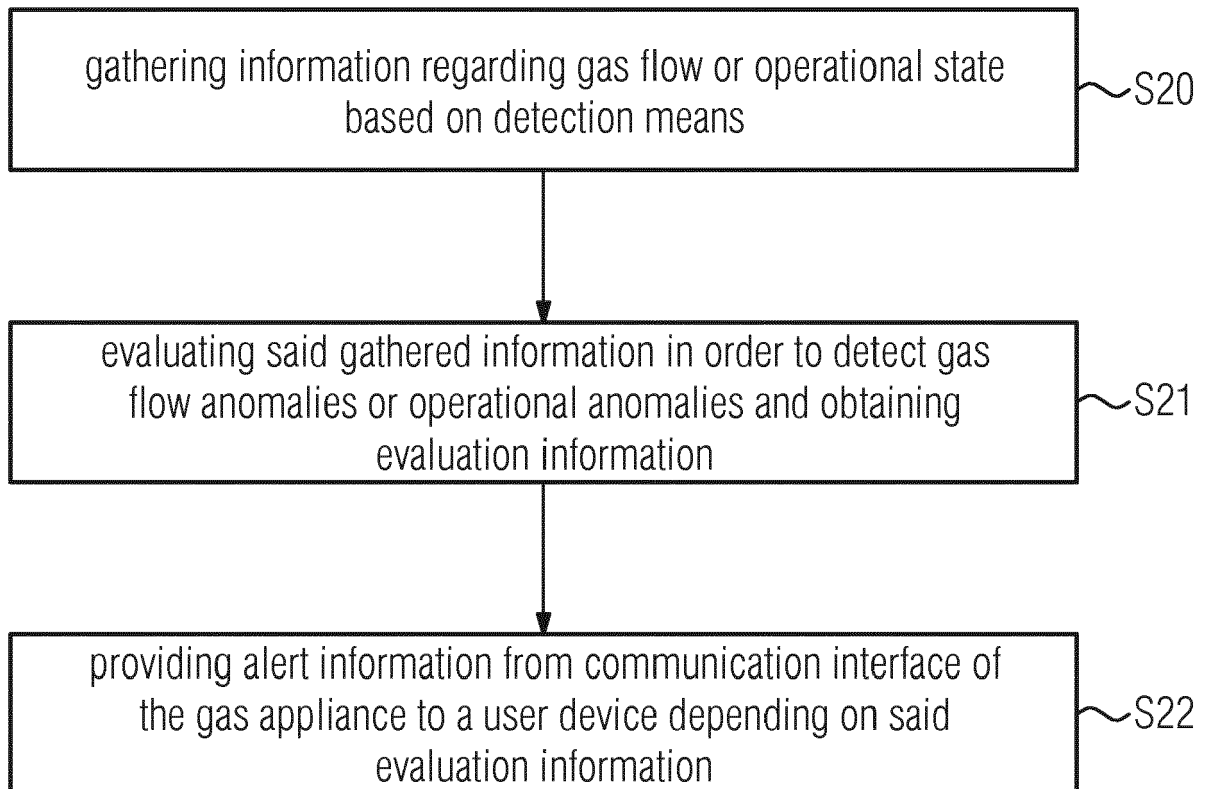 gathering information regarding gas flow or operational state
based on detection means
S20
evaluating said gathered information in order to detect gas
flow anomalies or operational anomalies and obtaining
evaluation information
S21
providing alert information from communication interface of
the gas appliance to a user device depending on said
evaluation information
S22